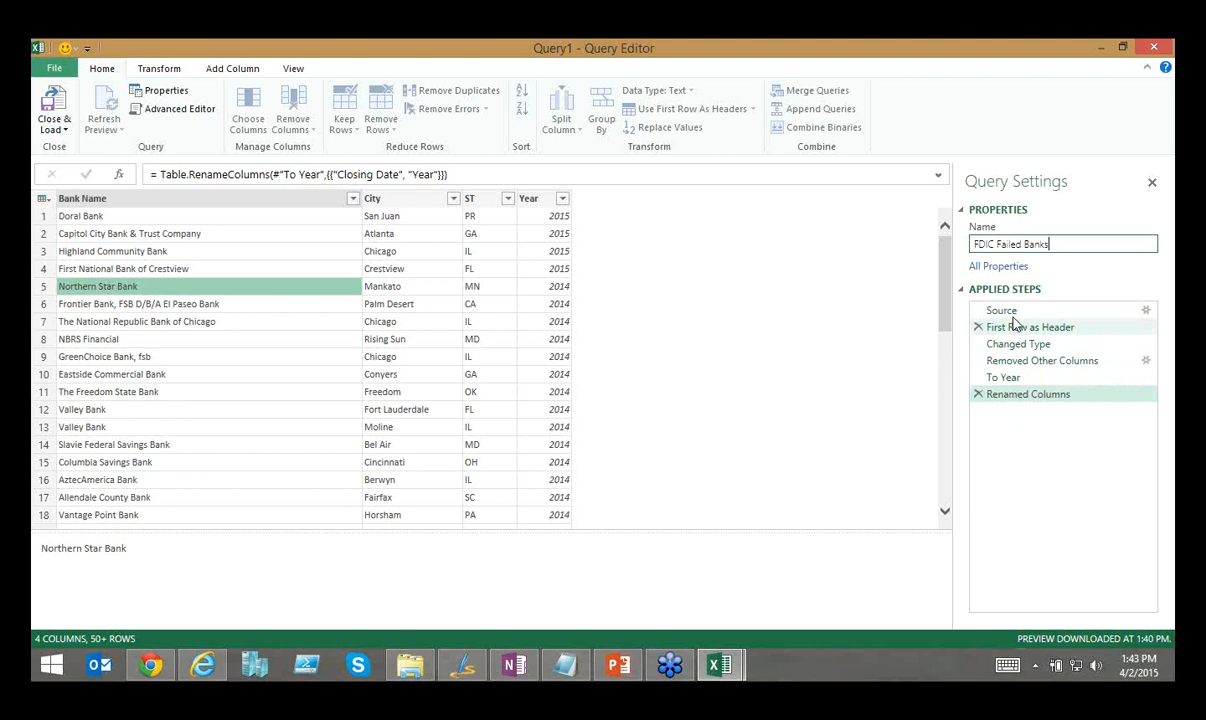 Query1 - Query Editor
File Home Transform Add Column View
Close & Load
Close
Refresh Preview
Properties
Advanced Editor
Query
Choose Columns
Remove Columns
Manage Columns
Keep Rows
Remove Rows
Remove Duplicates
Remove Errors
Reduce Rows
Sort
Split Column
Group By
Data Type: Text
Use First Row As Headers
Replace Values
Transform
Merge Queries
Append Queries
Combine Binaries
Combine
fx = Table.RenameColumns(#"To Year",{{"Closing Date", "Year"}})
Bank Name City ST Year
1 Doral Bank San Juan PR 2015
2 Capitol City Bank & Trust Company Atlanta GA 2015
3 Highland Community Bank Chicago IL 2015
4 First National Bank of Crestview Crestview FL 2015
5 Northern Star Bank Mankato MN 2014
6 Frontier Bank, FSB D/B/A El Paseo Bank Palm Desert CA 2014
7 The National Republic Bank of Chicago Chicago IL 2014
8 NBRS Financial Rising Sun MD 2014
9 GreenChoice Bank, fsb Chicago IL 2014
10 Eastside Commercial Bank Conyers GA 2014
11 The Freedom State Bank Freedom OK 2014
12 Valley Bank Fort Lauderdale FL 2014
13 Valley Bank Moline IL 2014
14 Slavie Federal Savings Bank Bel Air MD 2014
15 Columbia Savings Bank Cincinnati OH 2014
16 AztecAmerica Bank Berwyn IL 2014
17 Allendale County Bank Fairfax SC 2014
18 Vantage Point Bank Horsham PA 2014
Northern Star Bank
Query Settings
PROPERTIES
Name
FDIC Failed Banks
All Properties
APPLIED STEPS
Source
First Row as Header
Changed Type
Removed Other Columns
To Year
Renamed Columns
4 COLUMNS, 50+ ROWS
PREVIEW DOWNLOADED AT 1:40 PM.
1:43 PM
4/2/2015